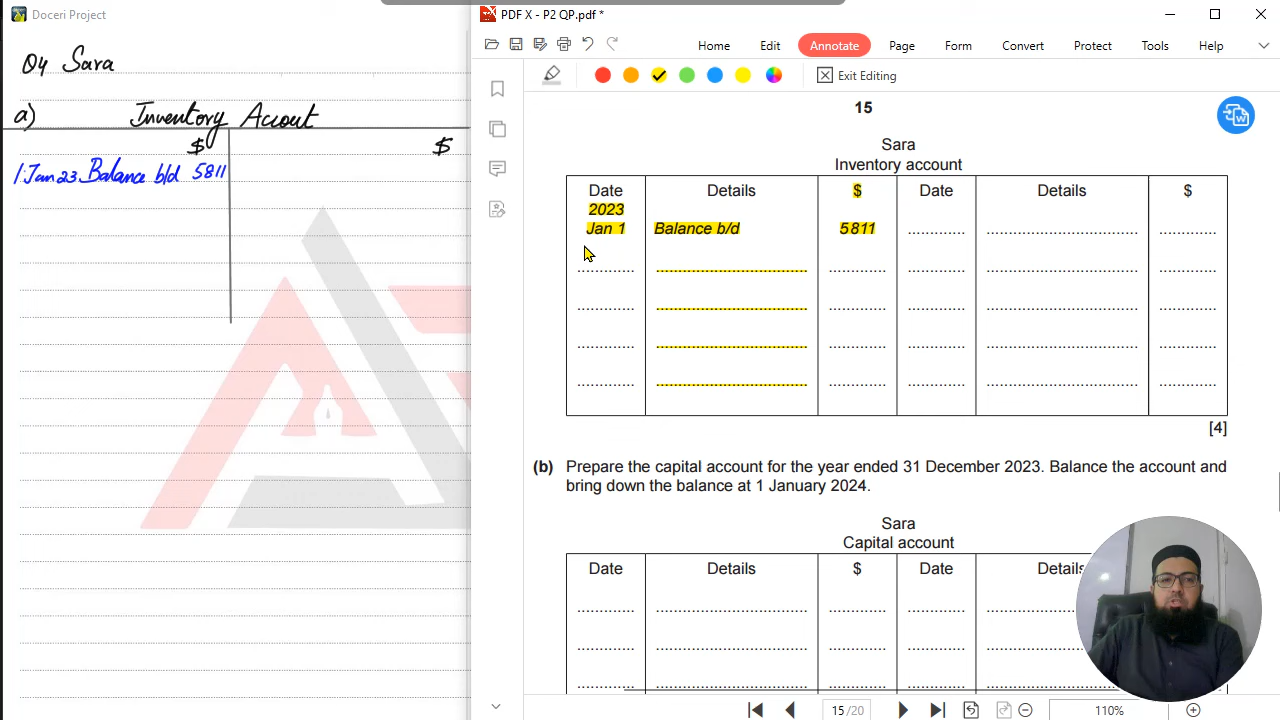 Doceri Project
Q4 Sara
a) Inventory Account
$ $
1.Jan 23. Balance b/d 5811
PDF X - P2 QP.pdf *
Home Edit Annotate Page Form Convert Protect Tools Help
Exit Editing
15
Sara
Inventory account
Date Details $ Date Details $
2023
Jan 1 Balance b/d 5811 ............ ................................. ............
............ ................................. ............ ............ ................................. ............
............ ................................. ............ ............ ................................. ............
............ ................................. ............ ............ ................................. ............
............ ................................. ............ ............ ................................. ............
[4]
(b) Prepare the capital account for the year ended 31 December 2023. Balance the account and
bring down the balance at 1 January 2024.
Sara
Capital account
Date Details $ Date Details
............ ................................. ............ ............ .................
............ ................................. ............ ............ .................
............ ................................. ............ ............ .................
15/20 110%